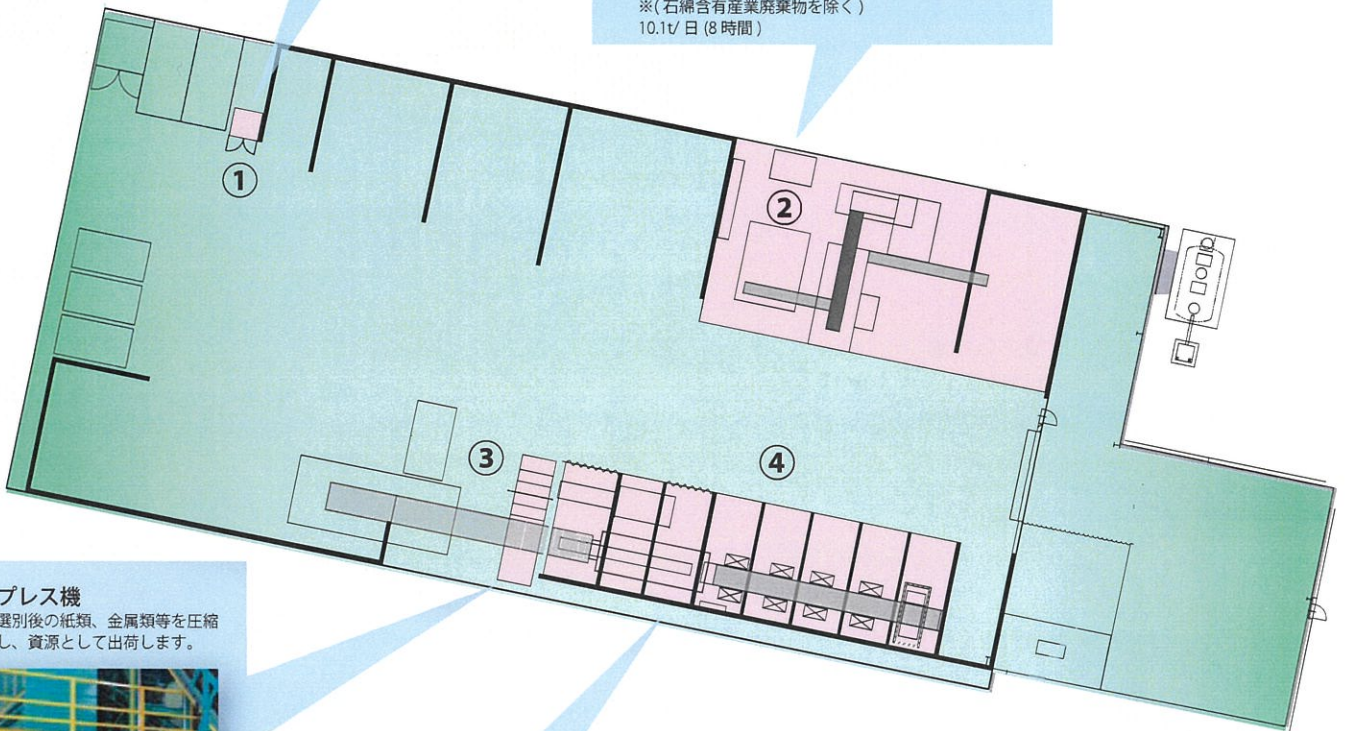 ※( 石綿含有産業廃棄物を除く )
10.1t/ 日 (8 時間 )
①
②
③
④
プレス機
選別後の紙類、金属類等を圧縮
し、資源として出荷します。